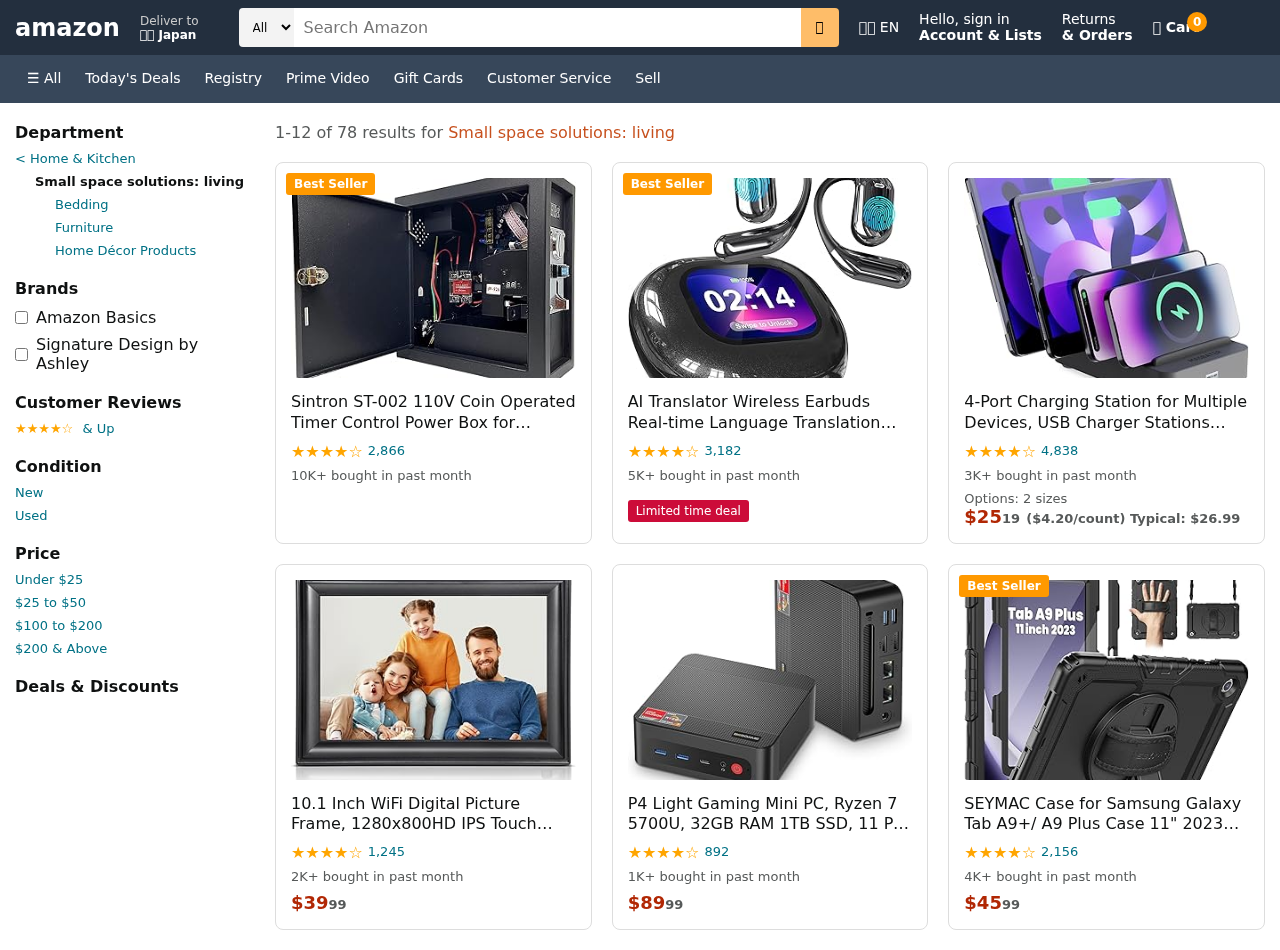 amazon
Deliver to
Japan
All
Search Amazon
EN
Hello, sign in
Account & Lists
Returns
& Orders
0
☰ All
Today's Deals
Registry
Prime Video
Gift Cards
Customer Service
Sell
Department
< Home & Kitchen
Small space solutions: living
Bedding
Furniture
Home Décor Products
Brands
Amazon Basics
Signature Design by
Ashley
Customer Reviews
★★★★☆ & Up
Condition
New
Used
Price
Under $25
$25 to $50
$100 to $200
$200 & Above
Deals & Discounts
1-12 of 78 results for Small space solutions: living
Best Seller
Sintron ST-002 110V Coin Operated
Timer Control Power Box for…
★★★★☆ 2,866
10K+ bought in past month
Best Seller
02:14
Swipe to Unlock
AI Translator Wireless Earbuds
Real-time Language Translation…
★★★★☆ 3,182
5K+ bought in past month
Limited time deal
4-Port Charging Station for Multiple
Devices, USB Charger Stations…
★★★★☆ 4,838
3K+ bought in past month
Options: 2 sizes
$25 19 ($4.20/count) Typical: $26.99
10.1 Inch WiFi Digital Picture
Frame, 1280x800HD IPS Touch…
★★★★☆ 1,245
2K+ bought in past month
$39 99
P4 Light Gaming Mini PC, Ryzen 7
5700U, 32GB RAM 1TB SSD, 11 P…
★★★★☆ 892
1K+ bought in past month
$89 99
Best Seller
Tab A9 Plus
11 inch 2023
SEYMAC Case for Samsung Galaxy
Tab A9+/ A9 Plus Case 11" 2023…
★★★★☆ 2,156
4K+ bought in past month
$45 99